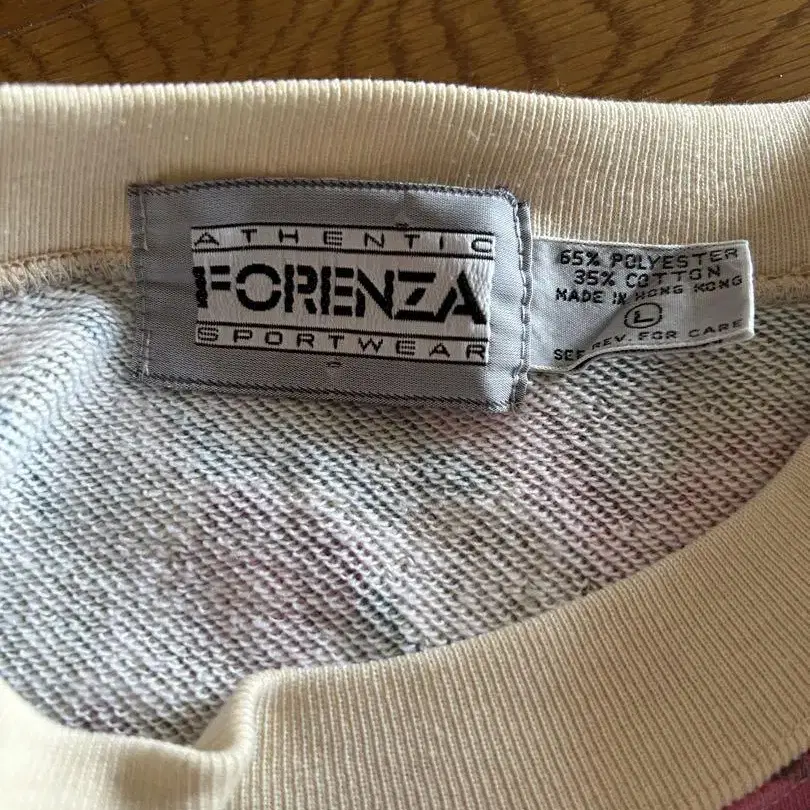 ATHENTIC
FORENZA
SPORTWEAR
65% POLYESTER
35% COTTON
MADE IN HONG KONG
L
SEE REV. FOR CARE